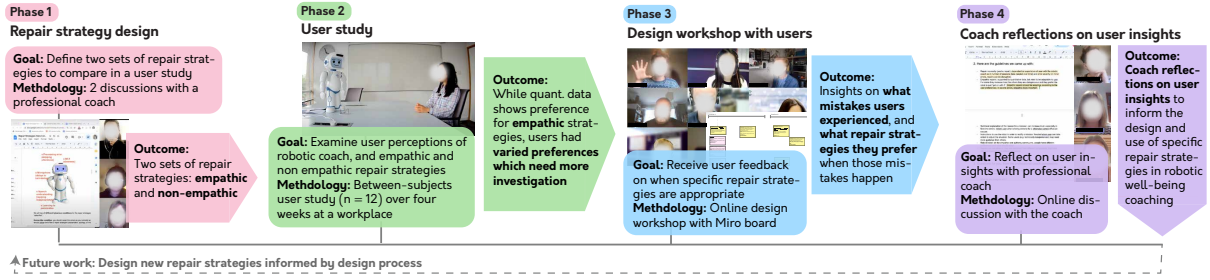 Phase 1
Repair strategy design
Goal: Define two sets of repair strat-
egies to compare in a user study
Methdology: 2 discussions with a
professional coach
Outcome:
Two sets of repair
strategies: empathic
and non-empathic
Phase 2
User study
Goal: Examine user perceptions of
robotic coach, and empathic and
non empathic repair strategies
Methdology: Between-subjects
user study (n = 12) over four
weeks at a workplace
Outcome:
While quant. data
shows preference
for empathic strat-
egies, users had
varied preferences
which need more
investigation
Phase 3
Design workshop with users
Goal: Receive user feedback
on when specific repair strate-
gies are appropriate
Methdology: Online design
workshop with Miro board
Outcome:
Insights on what
mistakes users
experienced, and
what repair strat-
egies they prefer
when those mis-
takes happen
Phase 4
Coach reflections on user insights
Goal: Reflect on user in-
sights with professional
coach
Methdology: Online dis-
cussion with the coach
Outcome:
Coach reflec-
tions on user
insights to
inform the
design and
use of specific
repair strate-
gies in robotic
well-being
coaching
Future work: Design new repair strategies informed by design process